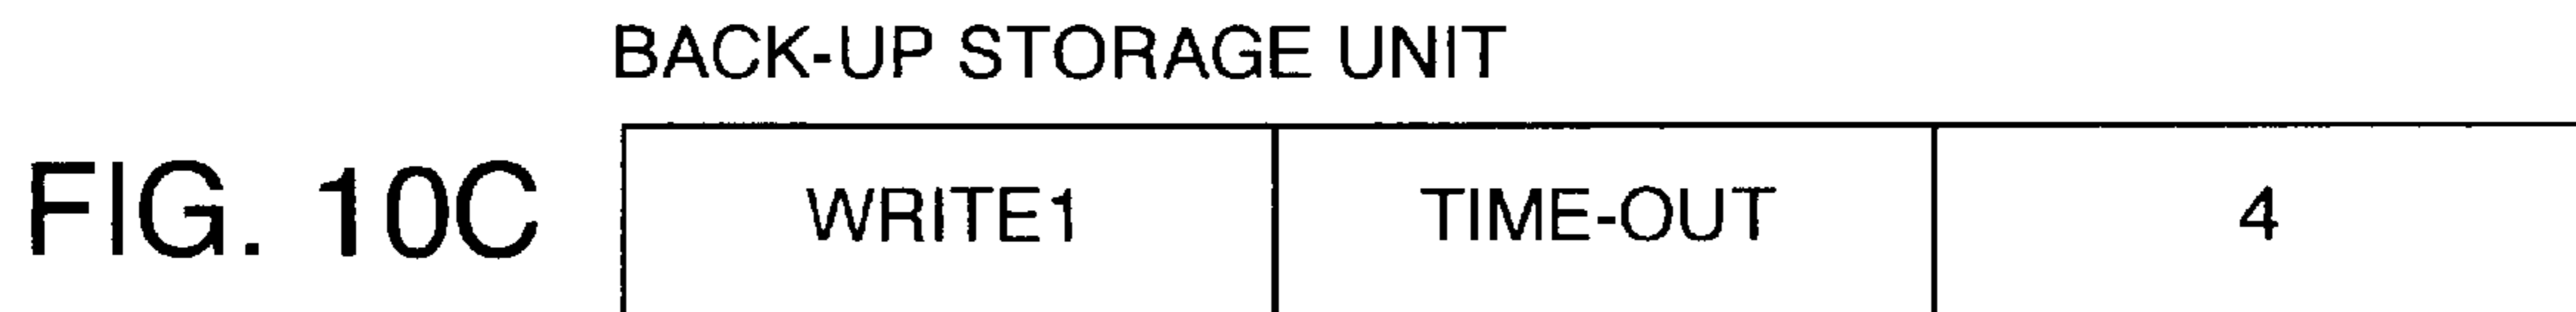 BACK-UP STORAGE UNIT
FIG. 10C WRITE1 TIME-OUT 4